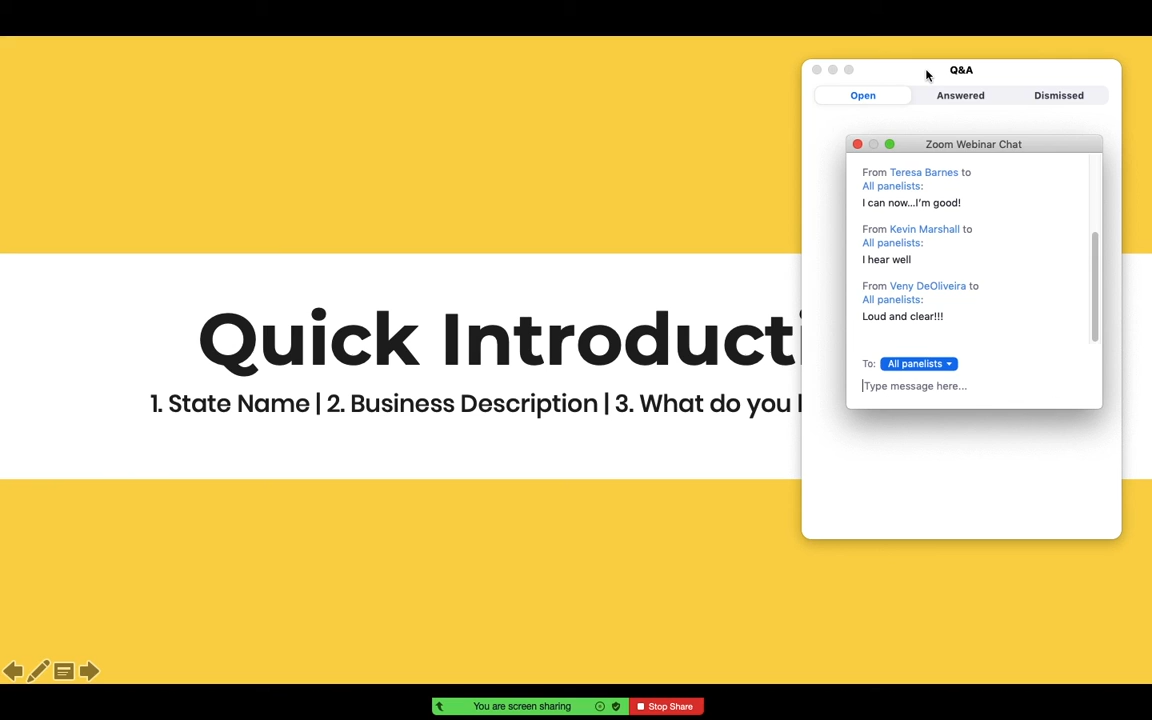 Q&A
Open Answered Dismissed
Zoom Webinar Chat
From Teresa Barnes to
All panelists:
I can now...I'm good!
From Kevin Marshall to
All panelists:
I hear well
From Veny DeOliveira to
All panelists:
Loud and clear!!!
To: All panelists
Type message here...
Quick Introducti
1. State Name | 2. Business Description | 3. What do you
You are screen sharing Stop Share